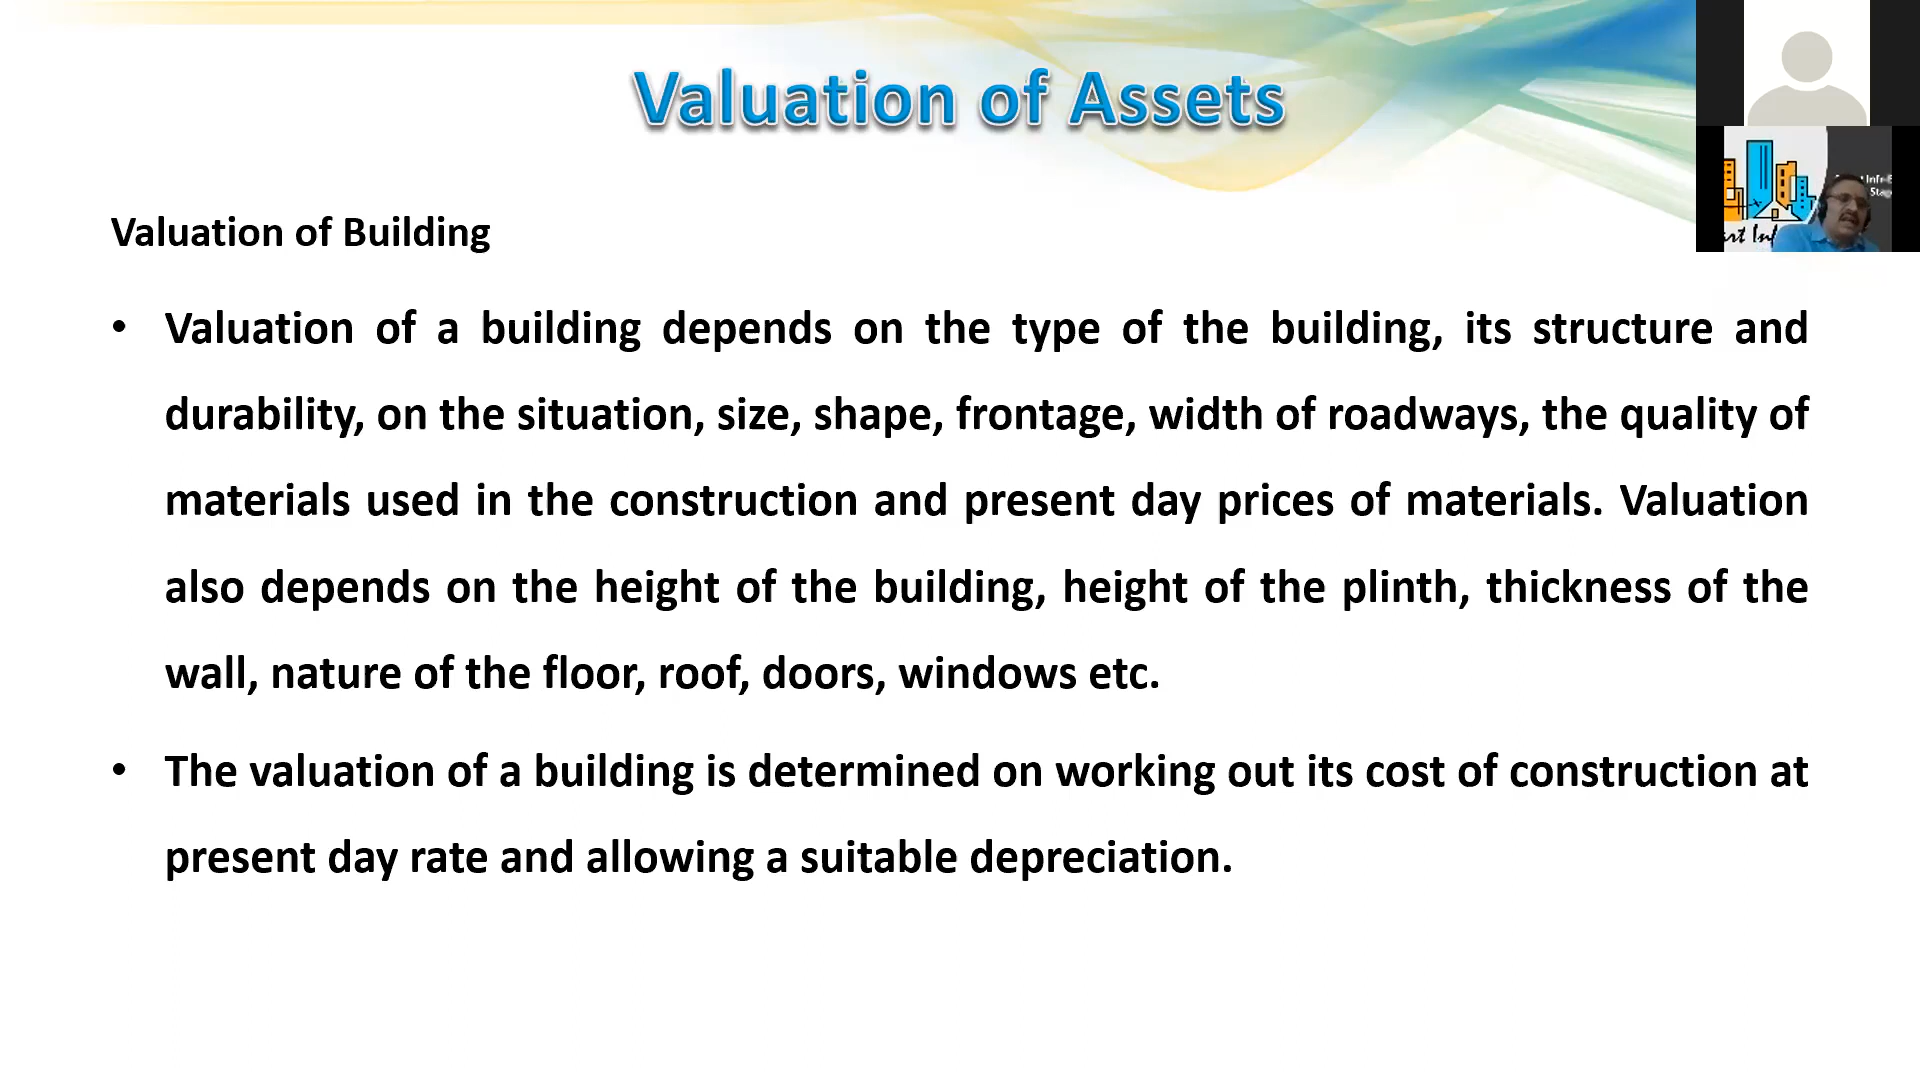 Valuation of Assets
Valuation of Building
• Valuation of a building depends on the type of the building, its structure and
durability, on the situation, size, shape, frontage, width of roadways, the quality of
materials used in the construction and present day prices of materials. Valuation
also depends on the height of the building, height of the plinth, thickness of the
wall, nature of the floor, roof, doors, windows etc.
• The valuation of a building is determined on working out its cost of construction at
present day rate and allowing a suitable depreciation.